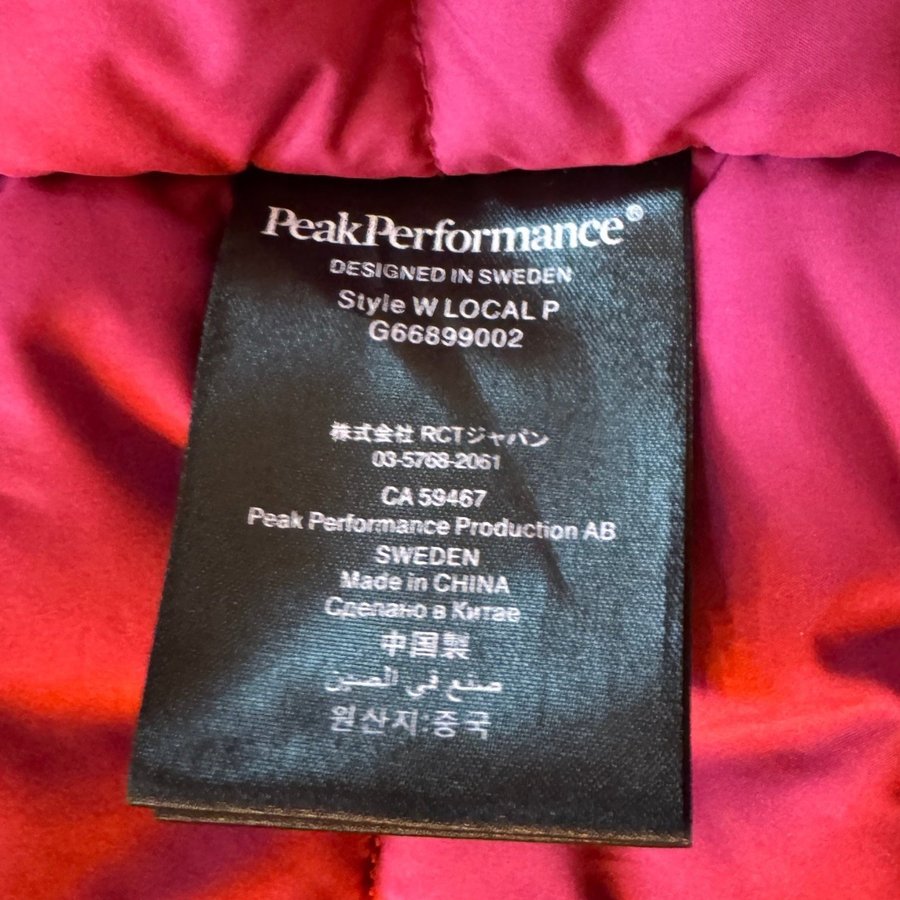 PeakPerformance®
DESIGNED IN SWEDEN
Style W LOCAL P
G66899002
株式会社 RCTジャパン
03-5768-2061
CA 59467
Peak Performance Production AB
SWEDEN
Made in CHINA
Сделано в Китае
中国製
صنع في الصين
원산지:중국